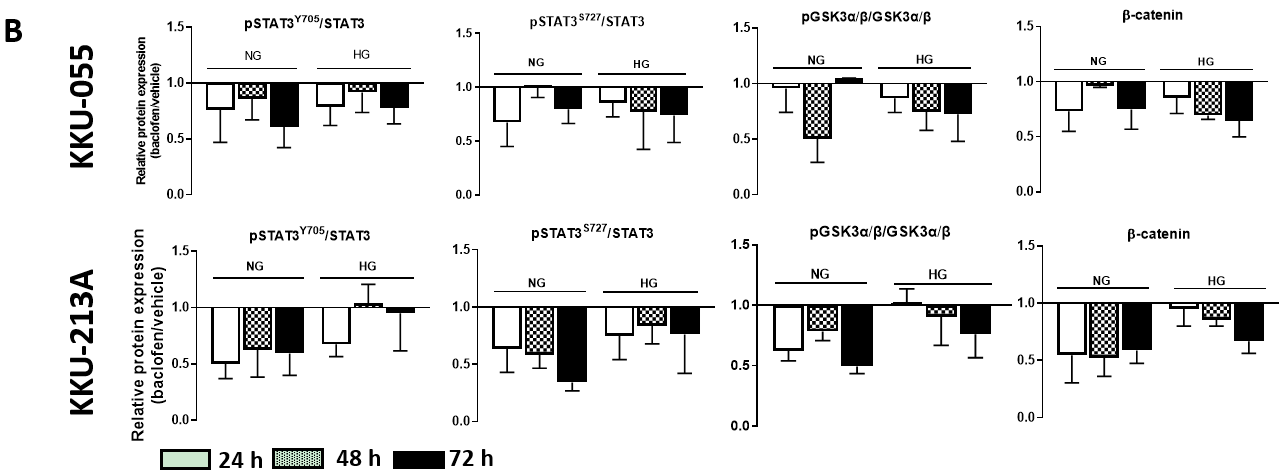 B
KKU-055
pSTAT3Y705/STAT3
Relative protein expression
(baclofen/vehicle)
1.5
1.0
0.5
0.0
NG
HG
pSTAT3S727/STAT3
1.5
1.0
0.5
0.0
NG
HG
pGSK3α/β/GSK3α/β
1.5
1.0
0.5
0.0
NG
HG
β-catenin
1.5
1.0
0.5
0.0
NG
HG
KKU-213A
pSTAT3Y705/STAT3
Relative protein expression
(baclofen/vehicle)
1.5
1.0
0.5
0.0
NG
HG
pSTAT3S727/STAT3
1.5
1.0
0.5
0.0
NG
HG
pGSK3α/β/GSK3α/β
1.5
1.0
0.5
0.0
NG
HG
β-catenin
1.5
1.0
0.5
0.0
NG
HG
24 h
48 h
72 h